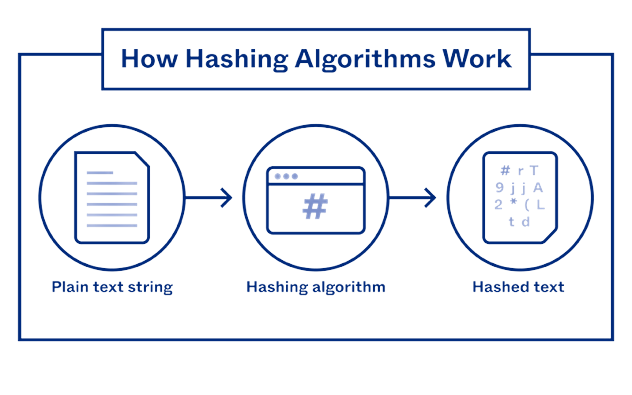 How Hashing Algorithms Work
#
# r T
9 j j A
2 * ( L
t d
Plain text string
Hashing algorithm
Hashed text